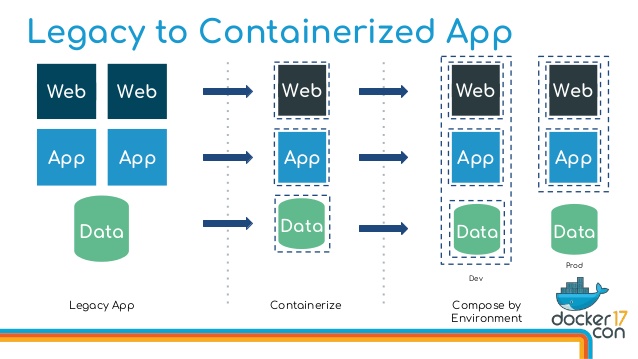 Legacy to Containerized App
Web Web Web Web Web
App App App App App
Data Data Data Data
Prod
Dev
Legacy App Containerize Compose by
Environment
docker 17
con